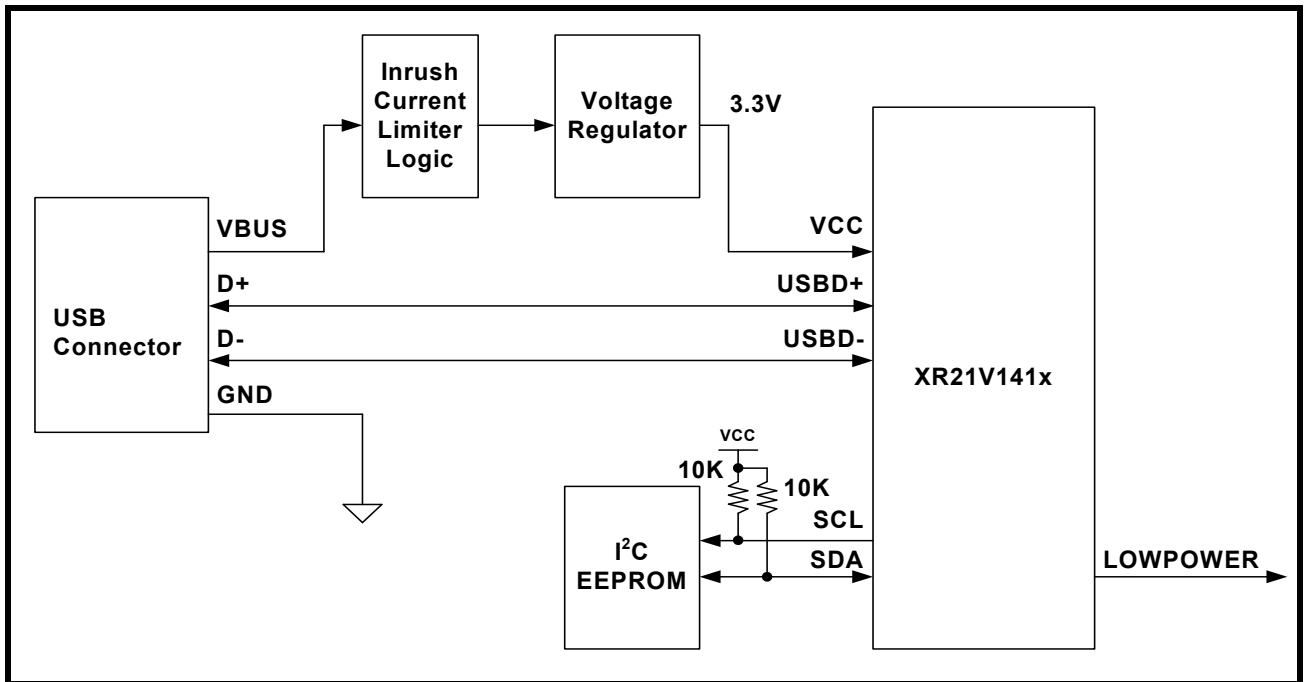 Inrush
Current
Limiter
Logic
Voltage
Regulator
3.3V
VBUS
VCC
D+
USBD+
USB
Connector
D-
USBD-
GND
XR21V141x
VCC
10K
10K
SCL
I²C
EEPROM
SDA
LOWPOWER